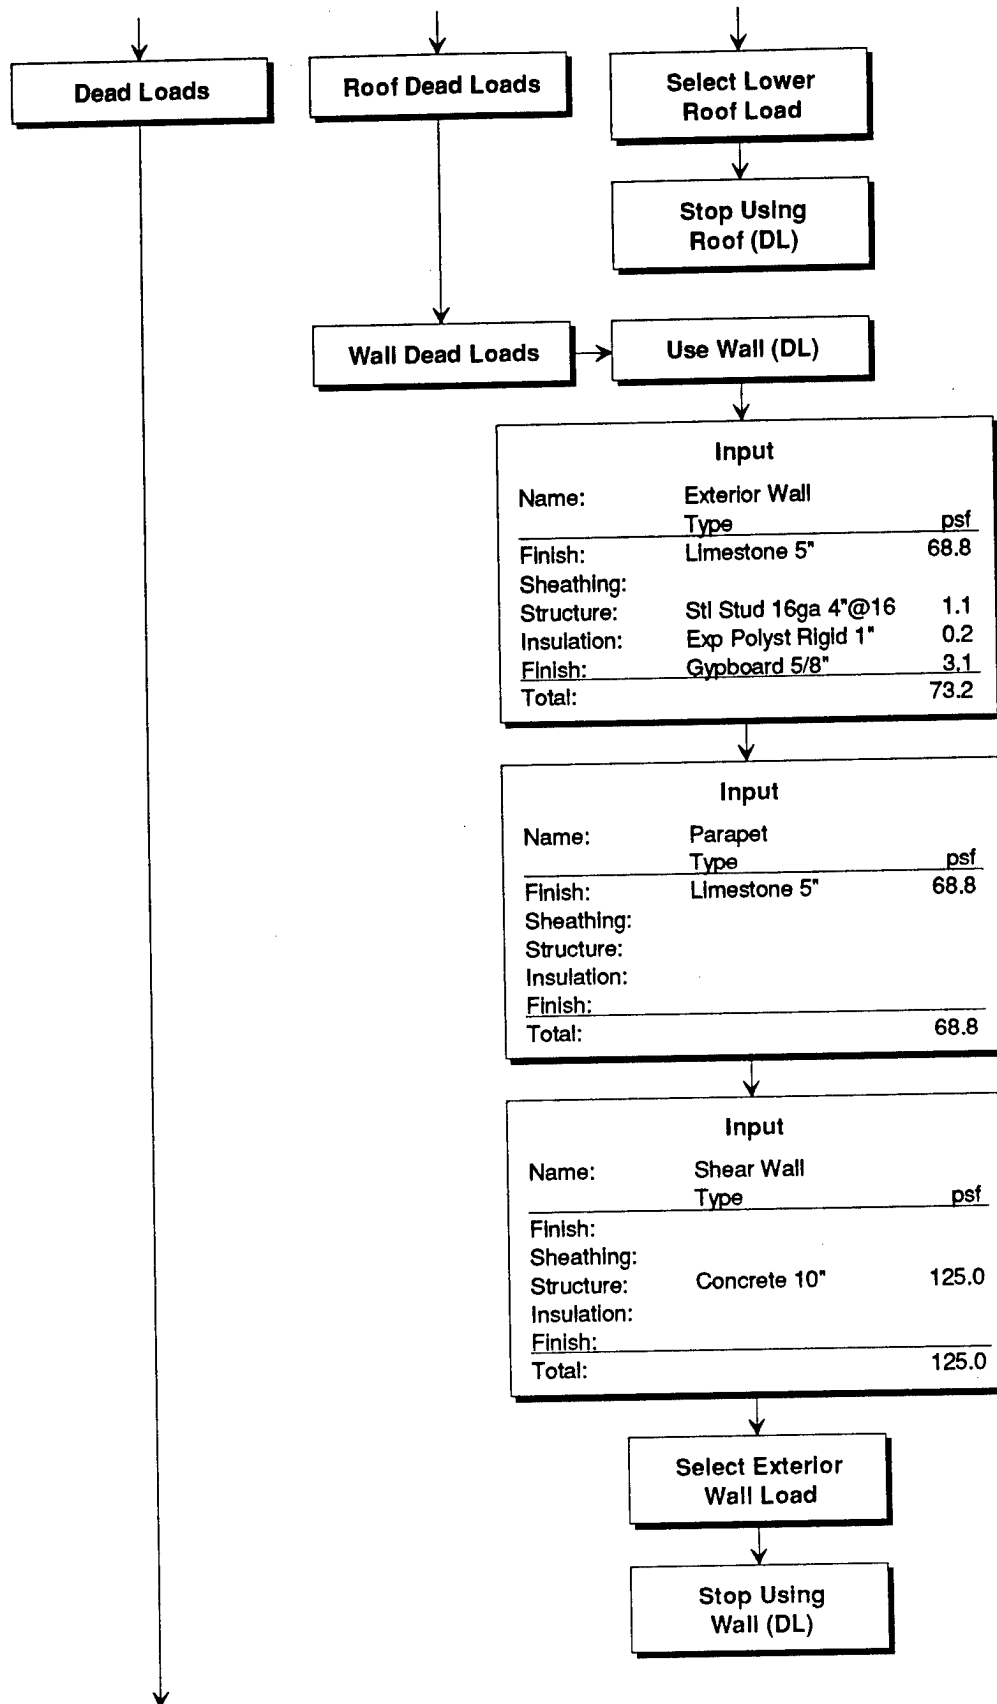 Dead Loads
Roof Dead Loads
Select Lower
Roof Load
Stop Using
Roof (DL)
Wall Dead Loads
Use Wall (DL)
Input
Name: Exterior Wall
Type psf
Finish: Limestone 5" 68.8
Sheathing:
Structure: Stl Stud 16ga 4"@16 1.1
Insulation: Exp Polyst Rigid 1" 0.2
Finish: Gypboard 5/8" 3.1
Total: 73.2
Input
Name: Parapet
Type psf
Finish: Limestone 5" 68.8
Sheathing:
Structure:
Insulation:
Finish:
Total: 68.8
Input
Name: Shear Wall
Type psf
Finish:
Sheathing:
Structure: Concrete 10" 125.0
Insulation:
Finish:
Total: 125.0
Select Exterior
Wall Load
Stop Using
Wall (DL)